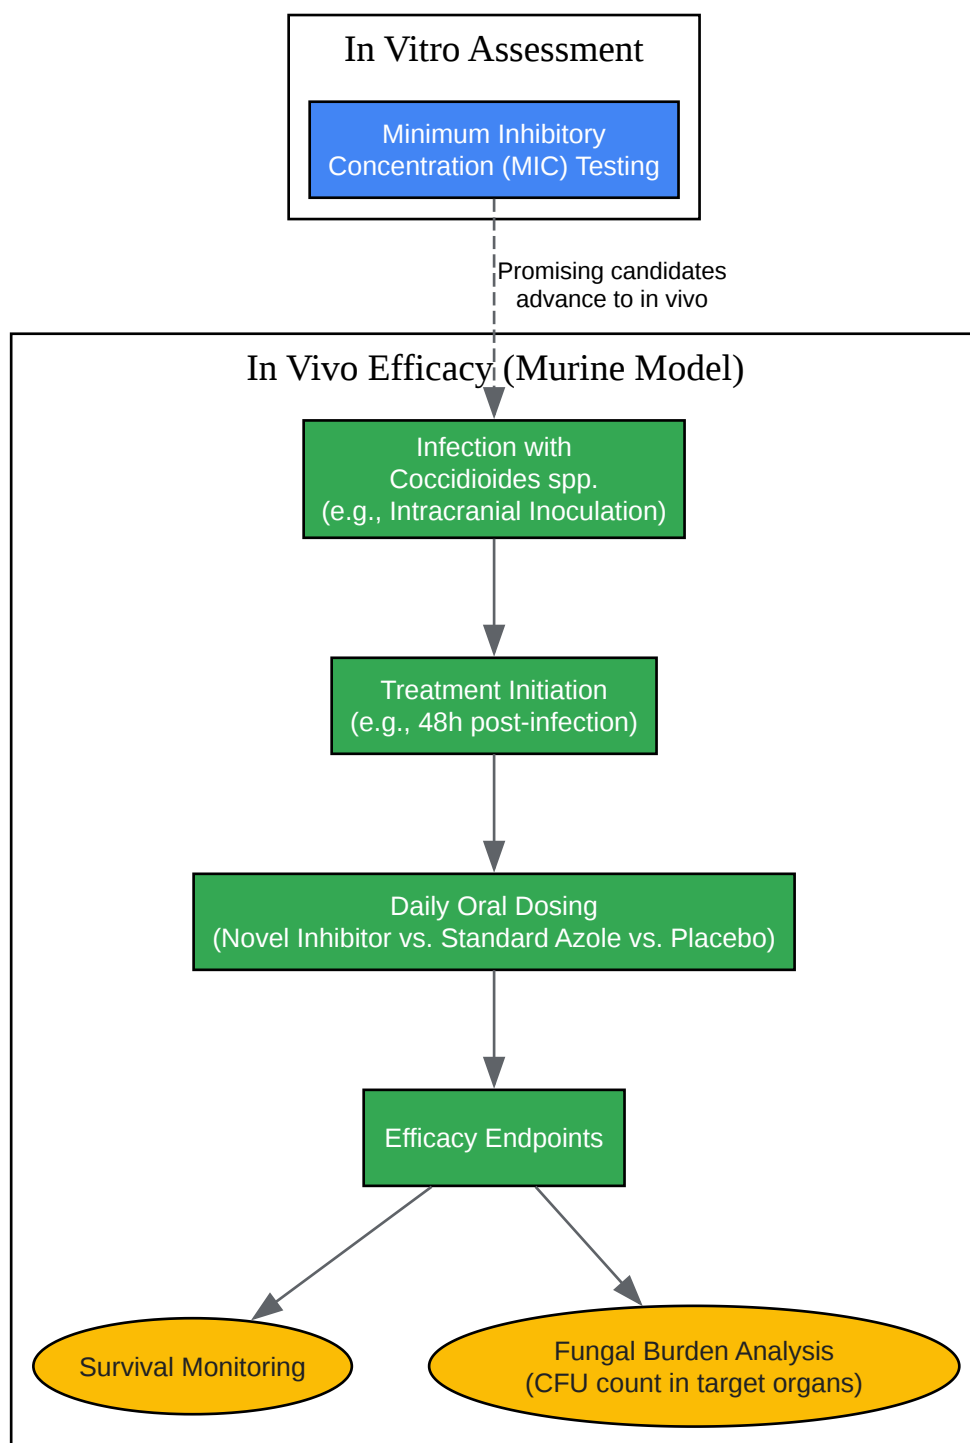 In Vitro Assessment
Minimum Inhibitory
Concentration (MIC) Testing
Promising candidates
advance to in vivo
In Vivo Efficacy (Murine Model)
Infection with
Coccidioides spp.
(e.g., Intracranial Inoculation)
Treatment Initiation
(e.g., 48h post-infection)
Daily Oral Dosing
(Novel Inhibitor vs. Standard Azole vs. Placebo)
Efficacy Endpoints
Survival Monitoring
Fungal Burden Analysis
(CFU count in target organs)